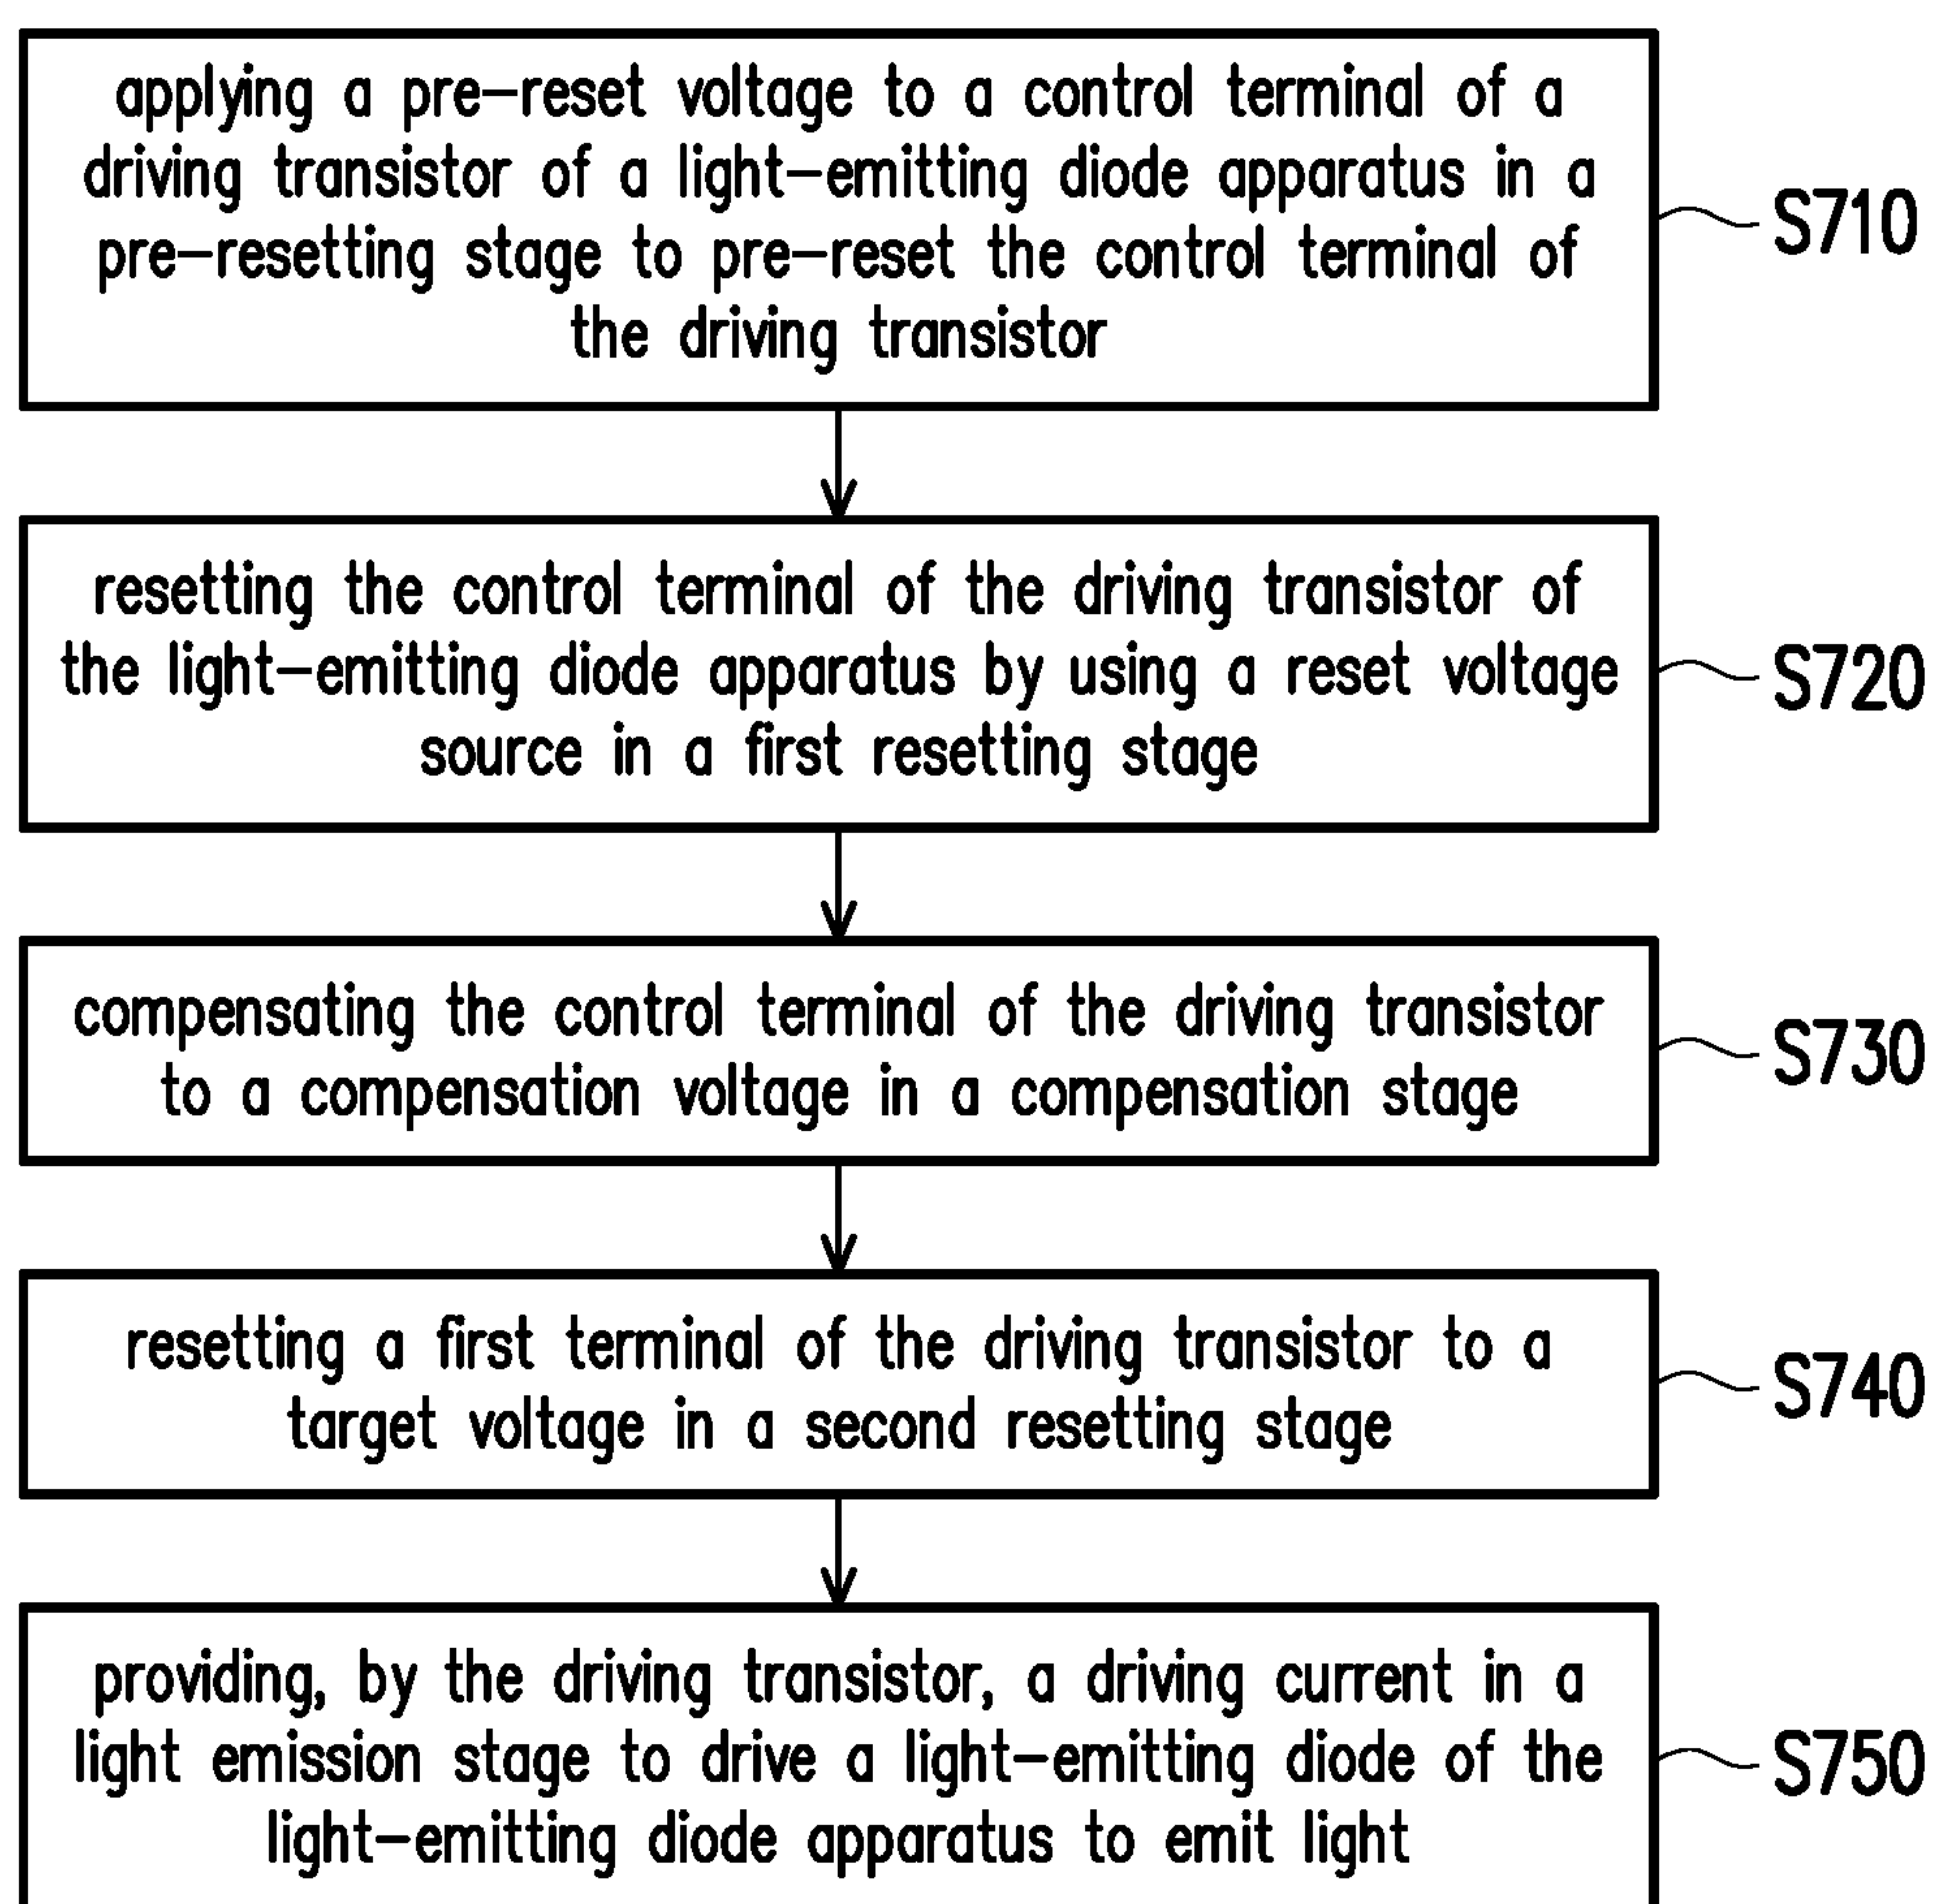 applying a pre-reset voltage to a control terminal of a
driving transistor of a light-emitting diode apparatus in a
pre-resetting stage to pre-reset the control terminal of
the driving transistor
S710
resetting the control terminal of the driving transistor of
the light-emitting diode apparatus by using a reset voltage
source in a first resetting stage
S720
compensating the control terminal of the driving transistor
to a compensation voltage in a compensation stage
S730
resetting a first terminal of the driving transistor to a
target voltage in a second resetting stage
S740
providing, by the driving transistor, a driving current in a
light emission stage to drive a light-emitting diode of the
light-emitting diode apparatus to emit light
S750